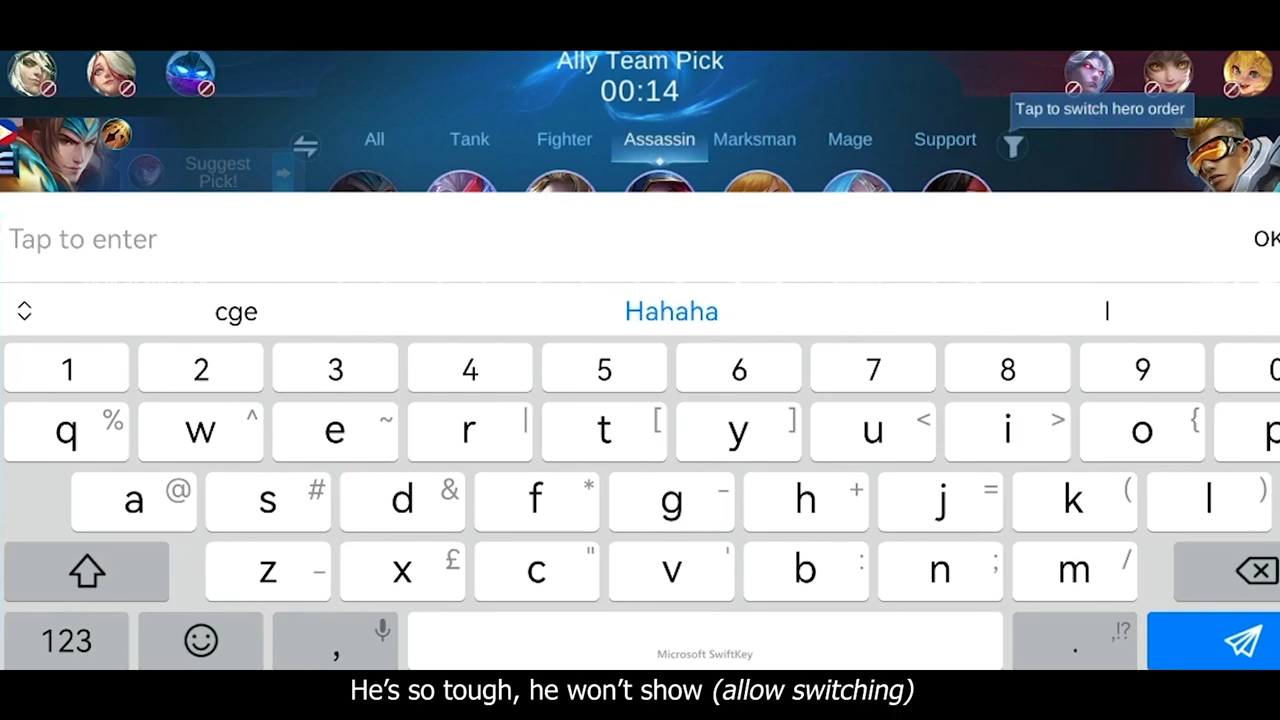 Ally Team Pick
00:14
Tap to switch hero order
All Tank Fighter Assassin Marksman Mage Support
Suggest
Pick!
Tap to enter
OK
cge Hahaha l
1 2 3 4 5 6 7 8 9 0
q % w ^ e ~ r | t [ y ] u < i > o { p
a @ s # d & f * g - h + j = k ( l )
z _ x £ c " v ' b : n ; m /
123 , Microsoft SwiftKey . ,!?
He's so tough, he won't show (allow switching)